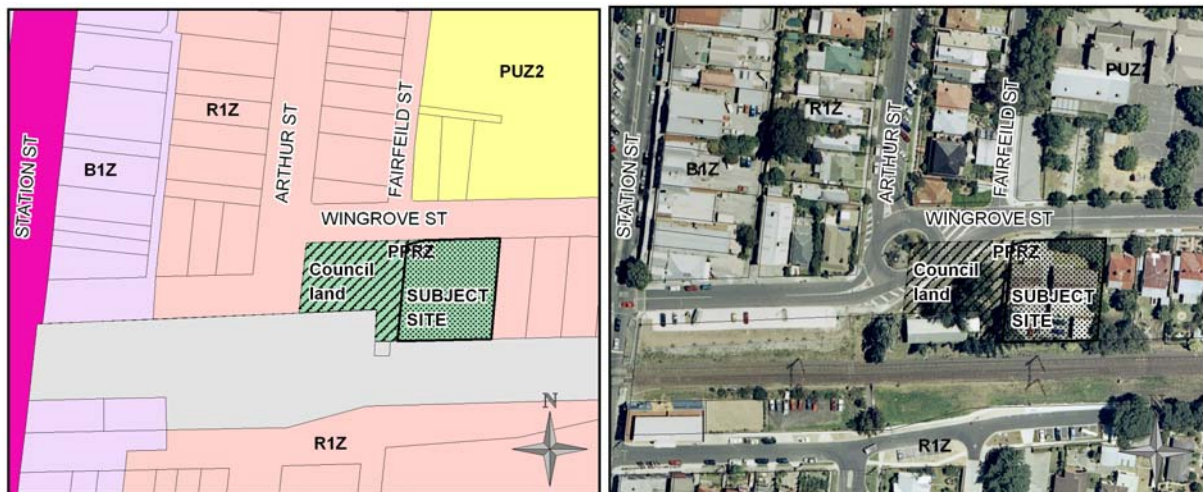 PUZ2
R1Z
B1Z
STATION ST
ARTHUR ST
FAIRFEILD ST
WINGROVE ST
PPRZ
Council
land
SUBJECT
SITE
R1Z
N
PUZ2
R1Z
B1Z
STATION ST
ARTHUR ST
FAIRFEILD ST
WINGROVE ST
PPRZ
Council
land
SUBJECT
SITE
R1Z